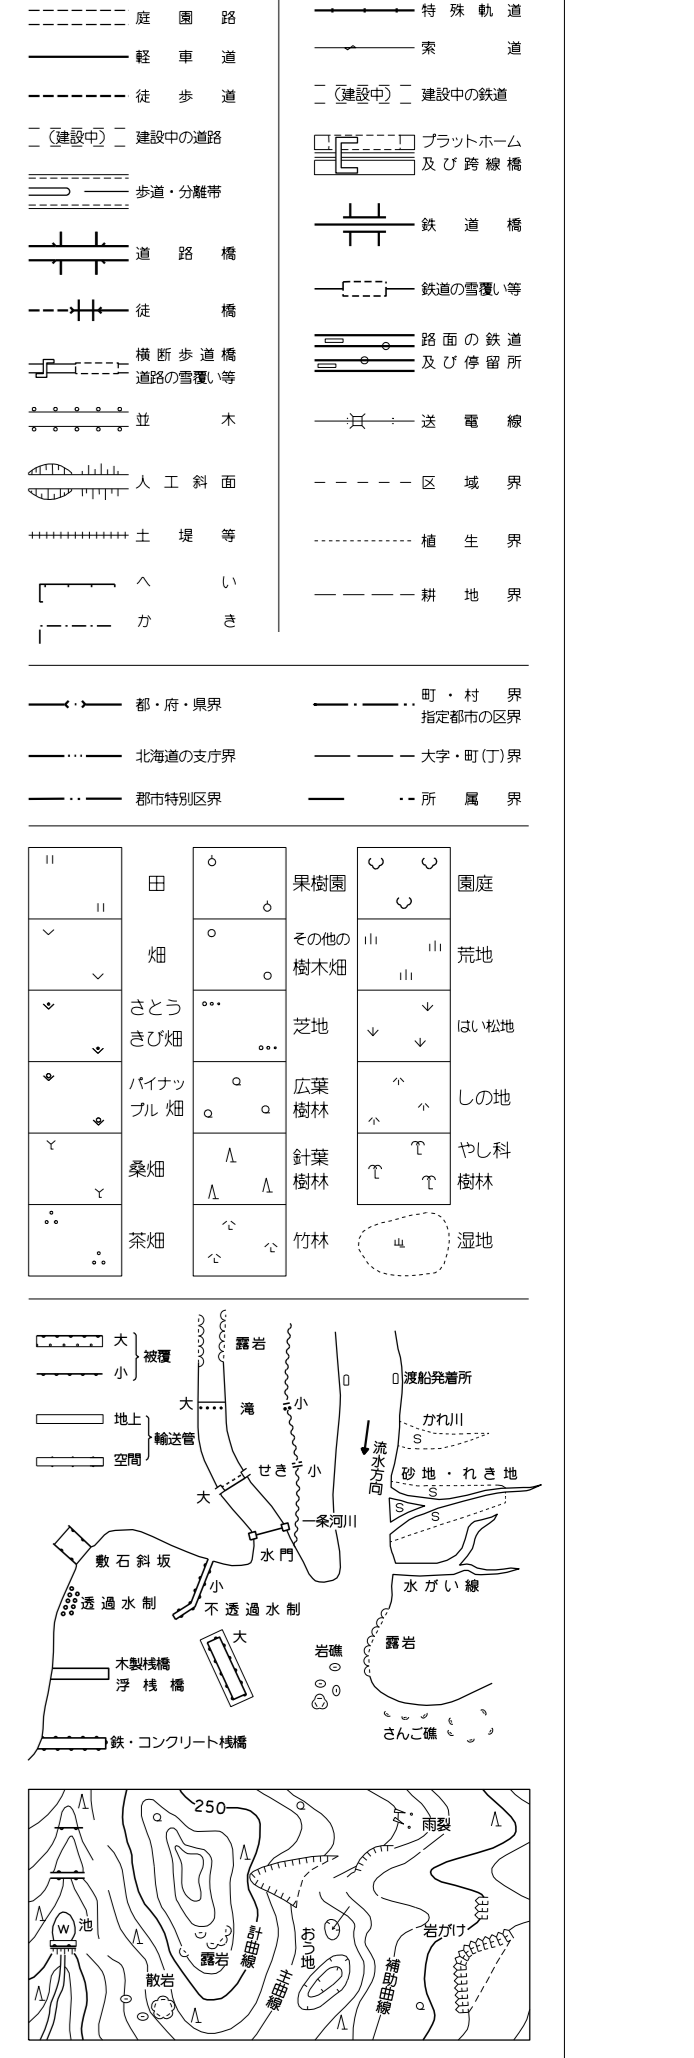 庭園路
軽車道
徒歩道
(建設中) 建設中の道路
歩道・分離帯
道路橋
徒橋
横断歩道橋
道路の雪覆い等
並木
人工斜面
土堤等
へい
かき
特殊軌道
索道
(建設中) 建設中の鉄道
プラットホーム
及び跨線橋
鉄道橋
鉄道の雪覆い等
路面の鉄道
及び停留所
送電線
区域界
植生界
耕地界
都・府・県界
北海道の支庁界
郡市特別区界
町・村界
指定都市の区界
大字・町(丁)界
所属界
田
畑
さとう
きび畑
パイナッ
プル畑
桑畑
茶畑
果樹園
その他の
樹木畑
芝地
広葉
樹林
針葉
樹林
竹林
園庭
荒地
はい松地
しの地
やし科
樹林
湿地
大
小
被覆
地上
空間
輸送管
露岩
大 滝 小
せき 小
大
一条河川
水門
渡船発着所
かれ川
S
流水方向
砂地・れき地
S
S
S
水がい線
敷石斜坂
透過水制
小
不透過水制
大
木製桟橋
浮桟橋
鉄・コンクリート桟橋
岩礁
露岩
さんご礁
250
雨裂
W
池
露岩
散岩
計曲線
主曲線
おう地
補助曲線
岩がけ